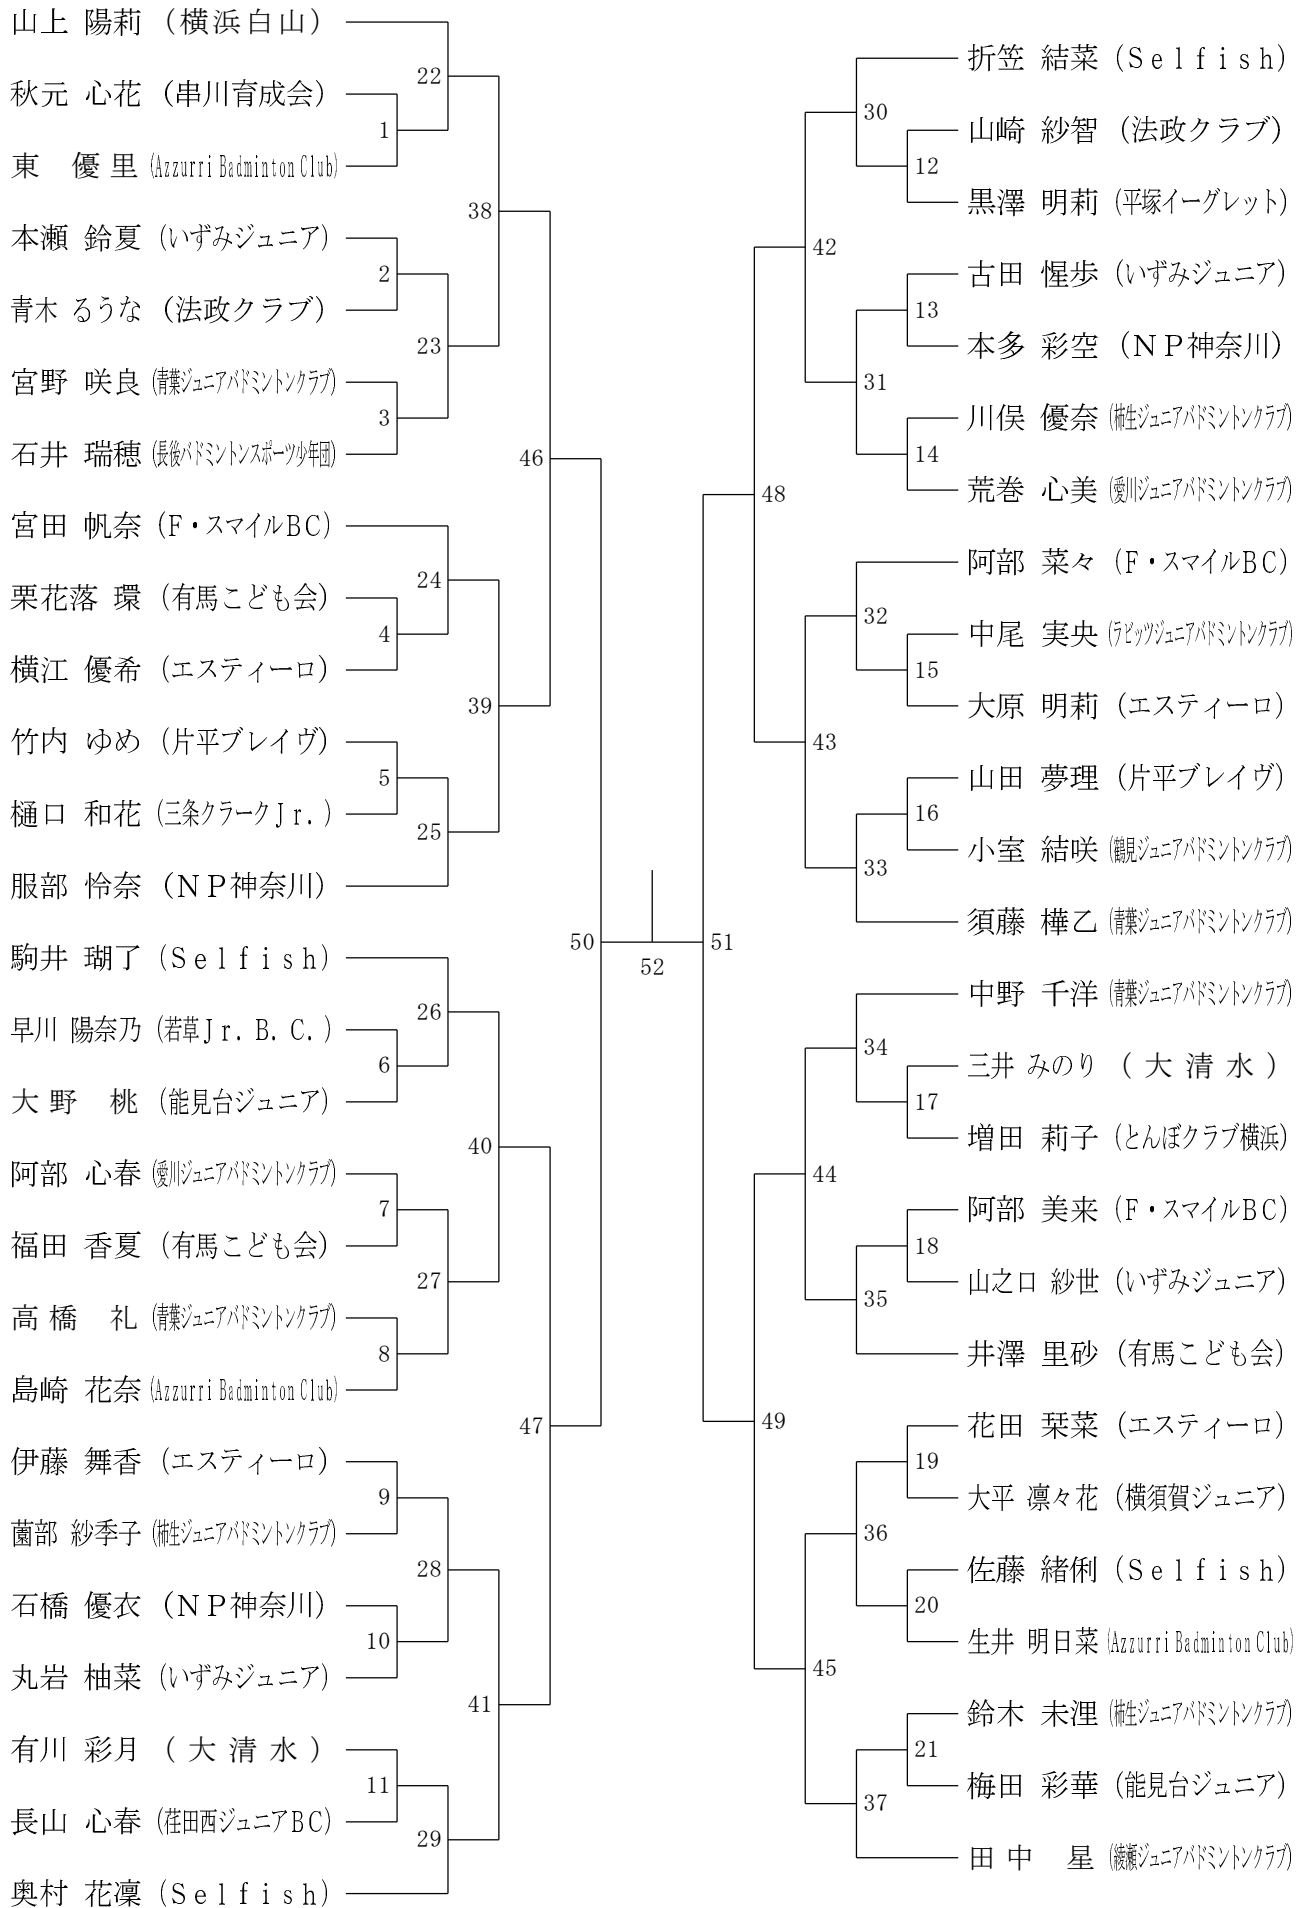 山上 陽莉 (横浜白山)
秋元 心花 (串川育成会)
東 優里 (Azzurri Badminton Club)
本瀬 鈴夏 (いずみジュニア)
青木 るうな (法政クラブ)
宮野 咲良 (青葉ジュニアバドミントンクラブ)
石井 瑞穂 (長後バドミントンスポーツ少年団)
宮田 帆奈 (F・スマイルBC)
栗花落 環 (有馬こども会)
横江 優希 (エスティーロ)
竹内 ゆめ (片平ブレイヴ)
樋口 和花 (三条クラークJr.)
服部 怜奈 (NP神奈川)
駒井 瑚了 (Selfish)
早川 陽奈乃 (若草Jr.B.C.)
大野 桃 (能見台ジュニア)
阿部 心春 (愛川ジュニアバドミントンクラブ)
福田 香夏 (有馬こども会)
高橋 礼 (青葉ジュニアバドミントンクラブ)
島崎 花奈 (Azzurri Badminton Club)
伊藤 舞香 (エスティーロ)
薗部 紗季子 (柿生ジュニアバドミントンクラブ)
石橋 優衣 (NP神奈川)
丸岩 柚菜 (いずみジュニア)
有川 彩月 (大清水)
長山 心春 (荏田西ジュニアBC)
奥村 花凜 (Selfish)
22
1
38
2
23
3
46
24
4
39
5
25
50
26
6
40
7
27
8
47
9
28
10
41
11
29
52
51
折笠 結菜 (Selfish)
山崎 紗智 (法政クラブ)
黒澤 明莉 (平塚イーグレット)
古田 惺歩 (いずみジュニア)
本多 彩空 (NP神奈川)
川俣 優奈 (柿生ジュニアバドミントンクラブ)
荒巻 心美 (愛川ジュニアバドミントンクラブ)
阿部 菜々 (F・スマイルBC)
中尾 実央 (ラビッツジュニアバドミントンクラブ)
大原 明莉 (エスティーロ)
山田 夢理 (片平ブレイヴ)
小室 結咲 (鶴見ジュニアバドミントンクラブ)
須藤 樺乙 (青葉ジュニアバドミントンクラブ)
中野 千洋 (青葉ジュニアバドミントンクラブ)
三井 みのり (大清水)
増田 莉子 (とんぼクラブ横浜)
阿部 美来 (F・スマイルBC)
山之口 紗世 (いずみジュニア)
井澤 里砂 (有馬こども会)
花田 栞菜 (エスティーロ)
大平 凛々花 (横須賀ジュニア)
佐藤 緒俐 (Selfish)
生井 明日菜 (Azzurri Badminton Club)
鈴木 未浬 (柿生ジュニアバドミントンクラブ)
梅田 彩華 (能見台ジュニア)
田中 星 (綾瀬ジュニアバドミントンクラブ)
30
12
42
13
31
14
48
32
15
43
16
33
34
17
44
18
35
49
19
36
20
45
21
37